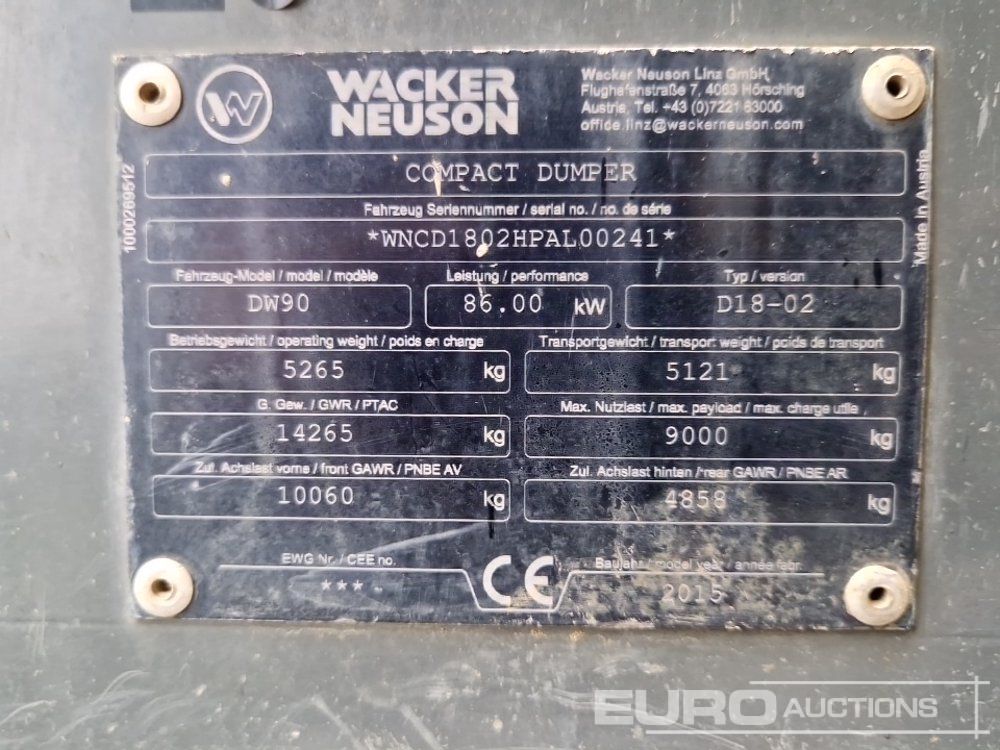 WACKER
NEUSON
Wacker Neuson Linz GmbH,
Flughafenstraße 7, 4063 Hörsching
Austria, Tel. +43 (0)7221 63000
office.linz@wackerneuson.com
COMPACT DUMPER
Fahrzeug Seriennummer / serial no. / no. de série
*WNCD1802HPAL00241*
Fahrzeug-Model / model / modèle Leistung / performance Typ / version
DW90 86.00 kW D18-02
Betriebsgewicht / operating weight / poids en charge Transportgewicht / transport weight / poids de transport
5265 kg 5121 kg
G. Gew. / GWR / PTAC Max. Nutzlast / max. payload / max. charge utile
14265 kg 9000 kg
Zul. Achslast vorne / front GAWR / PNBE AV Zul. Achslast hinten / rear GAWR / PNBE AR
10060 kg 4858 kg
EWG Nr. / CEE no. CE Baujahr / model year / année fabr.
*** 2015
1000269512
Made in Austria
EURO AUCTIONS